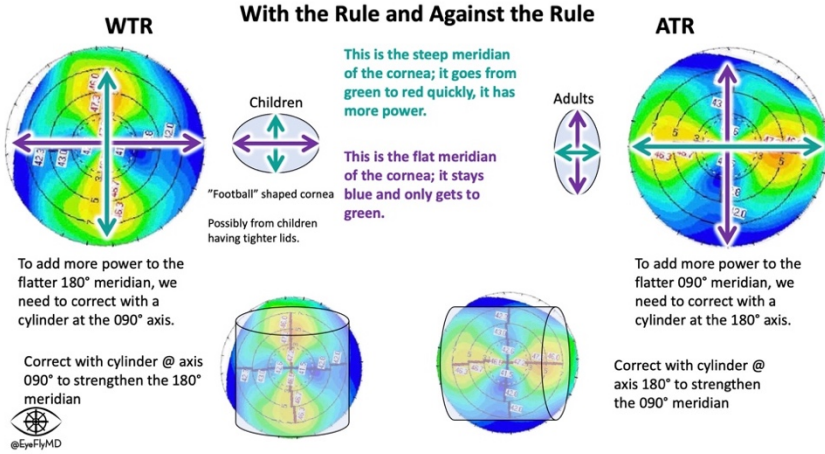 With the Rule and Against the Rule
WTR
ATR
This is the steep meridian
of the cornea; it goes from
green to red quickly, it has
more power.
Children
Adults
This is the flat meridian
of the cornea; it stays
blue and only gets to
green.
"Football" shaped cornea
Possibly from children
having tighter lids.
To add more power to the
flatter 180° meridian, we
need to correct with a
cylinder at the 090° axis.
Correct with cylinder @ axis
090° to strengthen the 180°
meridian
To add more power to the
flatter 090° meridian, we
need to correct with a
cylinder at the 180° axis.
Correct with cylinder @
axis 180° to strengthen
the 090° meridian
@EyeFlyMD